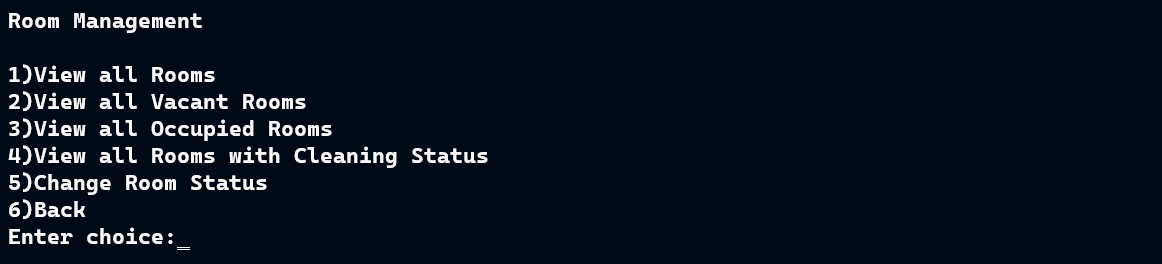 Room Management
1)View all Rooms
2)View all Vacant Rooms
3)View all Occupied Rooms
4)View all Rooms with Cleaning Status
5)Change Room Status
6)Back
Enter choice:_